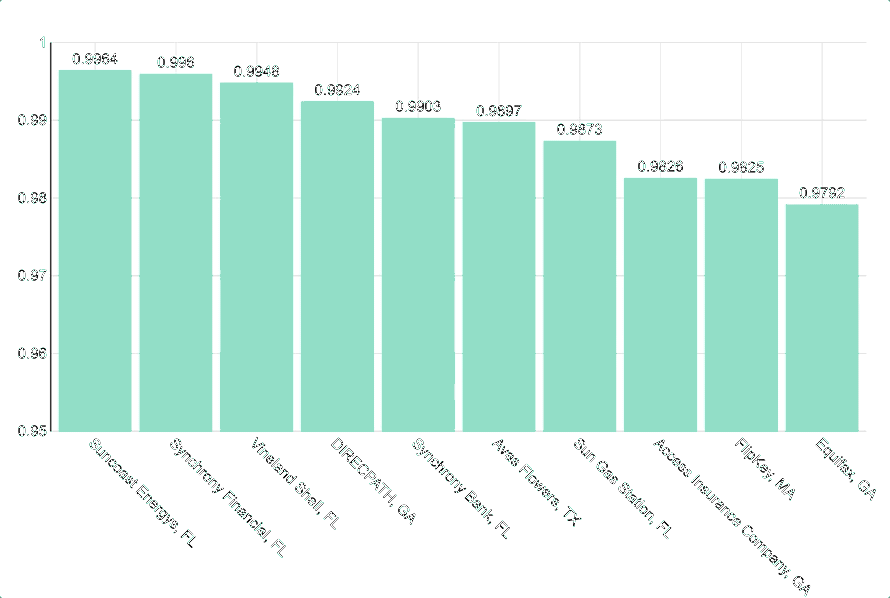 1
0.99
0.98
0.97
0.96
0.95
0.9964
0.996
0.9948
0.9924
0.9903
0.9897
0.9873
0.9826
0.9825
0.9792
Suncoast Energys, FL
Synchrony Financial, FL
Vineland Shell, FL
DIRECPATH, GA
Synchrony Bank, FL
Avas Flowers, TX
Sun Gas Station, FL
Access Insurance Company, GA
FlipKey, MA
Equifax, GA